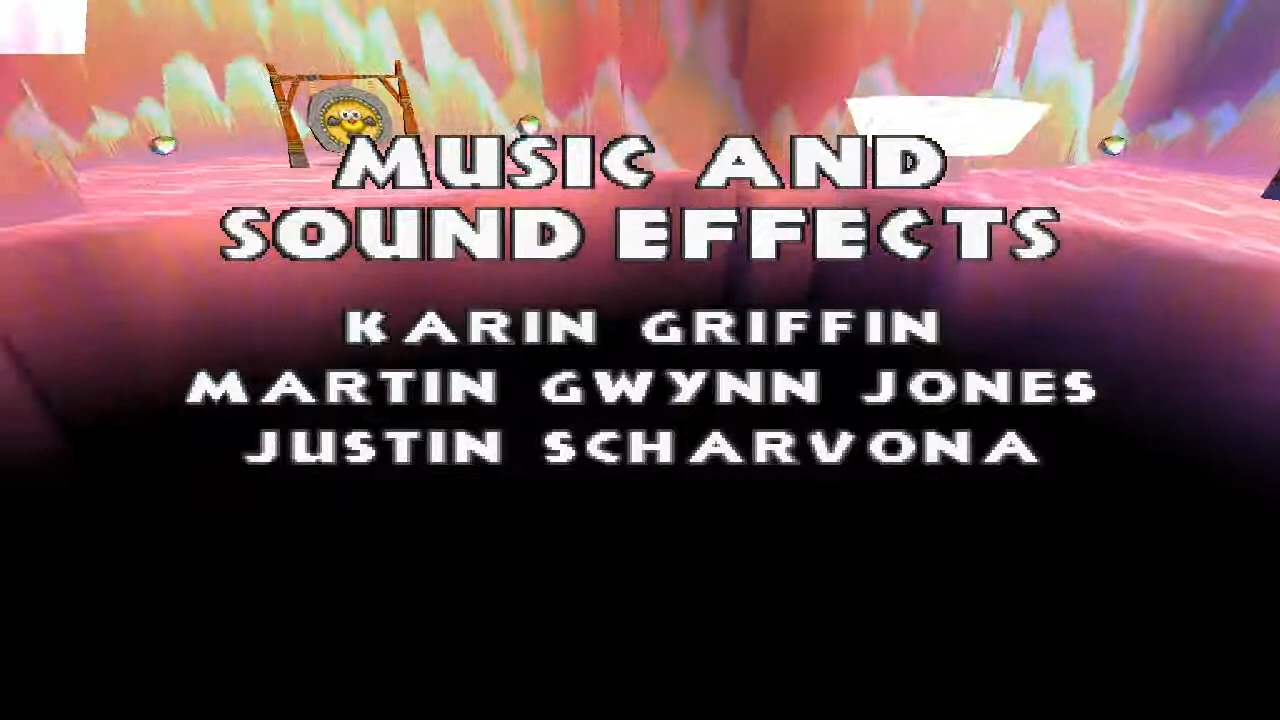 MUSIC AND
SOUND EFFECTS
KARIN GRIFFIN
MARTIN GWYNN JONES
JUSTIN SCHARVONA